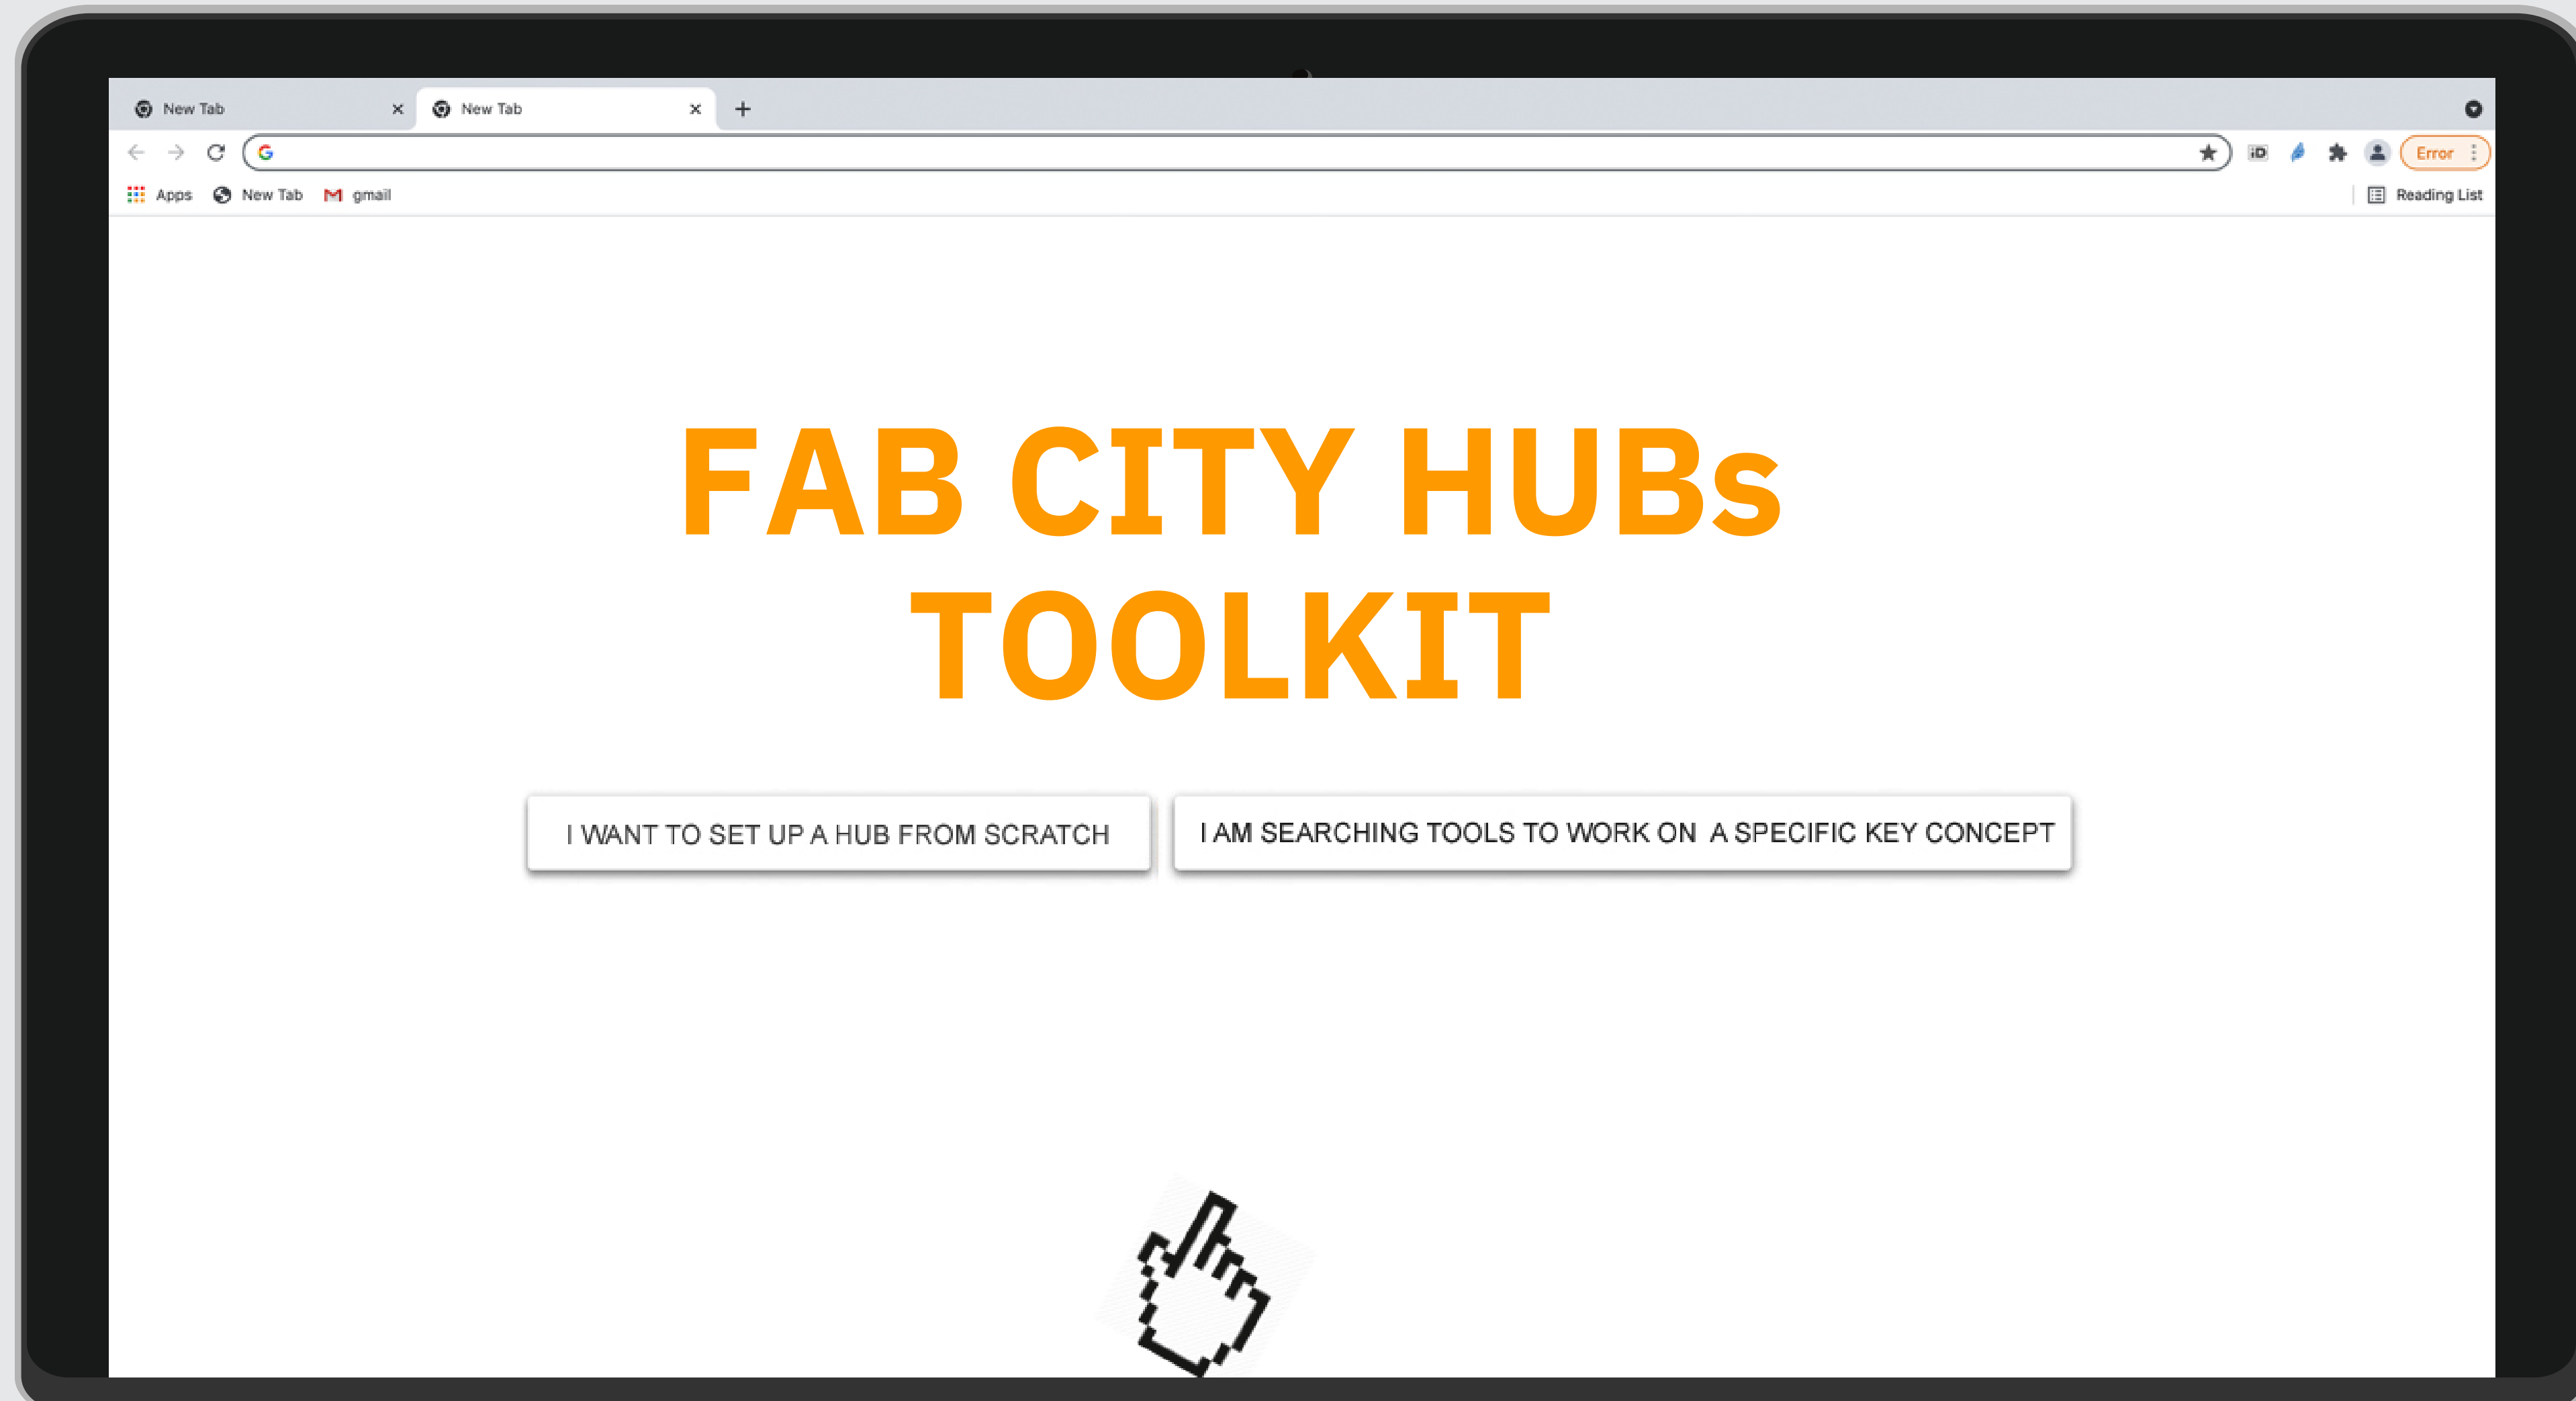 New Tab New Tab
Error
Apps New Tab gmail Reading List
FAB CITY HUBs
TOOLKIT
I WANT TO SET UP A HUB FROM SCRATCH
I AM SEARCHING TOOLS TO WORK ON A SPECIFIC KEY CONCEPT